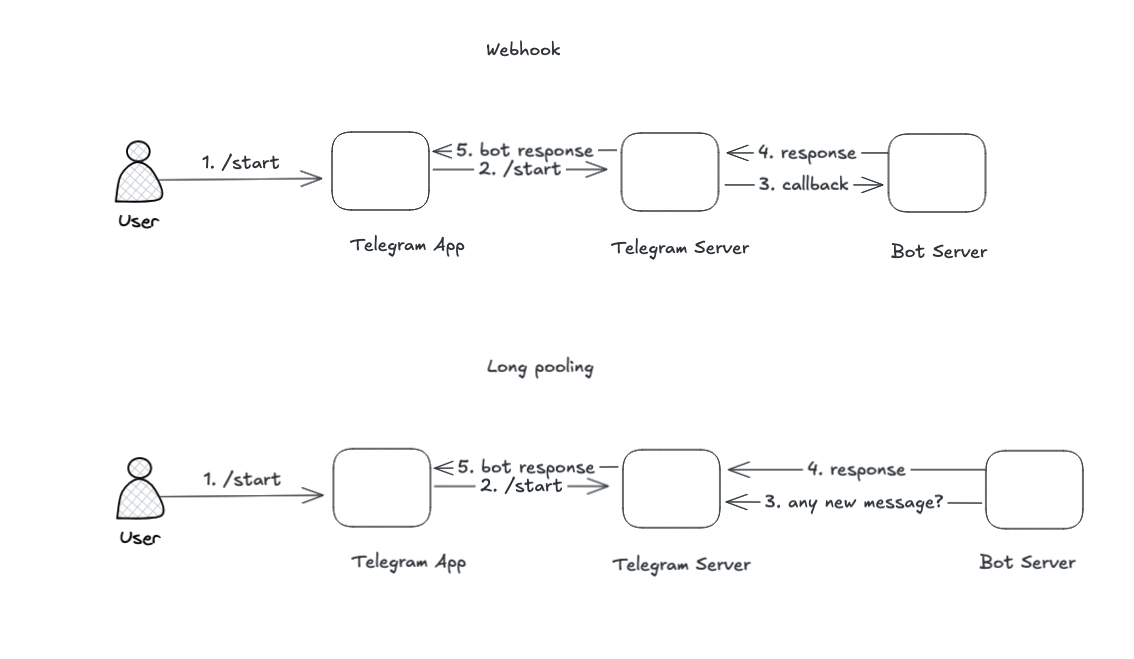 Webhook
1. /start
5. bot response
2. /start
4. response
3. callback
User
Telegram App
Telegram Server
Bot Server
Long pooling
1. /start
5. bot response
2. /start
4. response
3. any new message?
User
Telegram App
Telegram Server
Bot Server